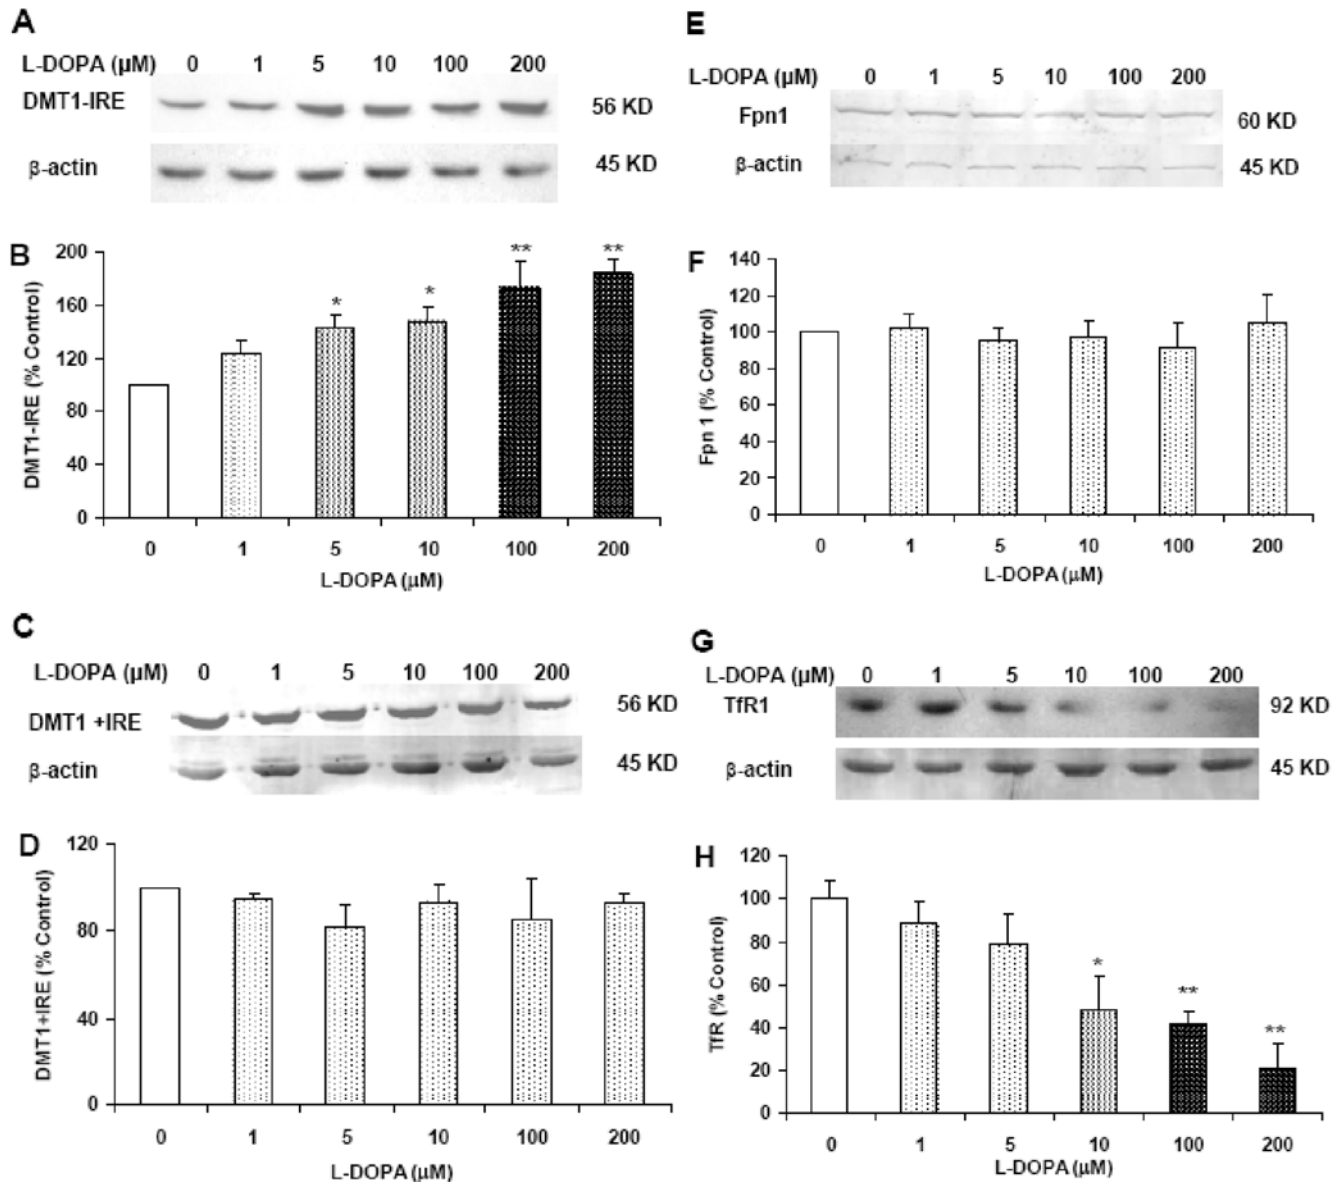 A
L-DOPA (µM) 0 1 5 10 100 200
DMT1-IRE 56 KD
β-actin 45 KD
B
DMT1-IRE (% Control)
200
160
120
80
40
0
* * ** **
0 1 5 10 100 200
L-DOPA (µM)
C
L-DOPA (µM) 0 1 5 10 100 200
DMT1 +IRE 56 KD
β-actin 45 KD
D
DMT1+IRE (% Control)
120
80
40
0
0 1 5 10 100 200
L-DOPA (µM)
E
L-DOPA (µM) 0 1 5 10 100 200
Fpn1 60 KD
β-actin 45 KD
F
Fpn 1 (% Control)
140
120
100
80
60
40
20
0
0 1 5 10 100 200
L-DOPA (µM)
G
L-DOPA (µM) 0 1 5 10 100 200
TfR1 92 KD
β-actin 45 KD
H
TfR (% Control)
120
100
80
60
40
20
0
* ** **
0 1 5 10 100 200
L-DOPA (µM)